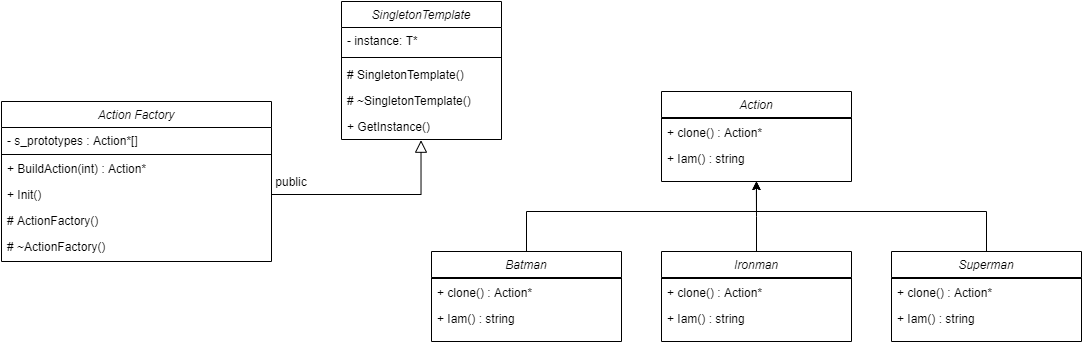 SingletonTemplate
- instance: T*
# SingletonTemplate()
# ~SingletonTemplate()
+ GetInstance()
Action Factory
- s_prototypes : Action*[]
+ BuildAction(int) : Action*
+ Init()
# ActionFactory()
# ~ActionFactory()
public
Action
+ clone() : Action*
+ Iam() : string
Batman
+ clone() : Action*
+ Iam() : string
Ironman
+ clone() : Action*
+ Iam() : string
Superman
+ clone() : Action*
+ Iam() : string